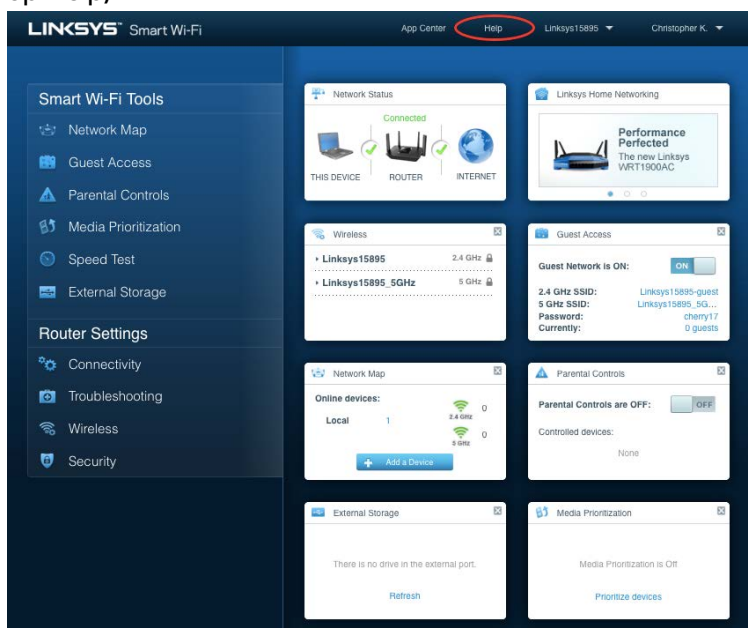 LINKSYS™ Smart Wi-Fi
App Center
Help
Linksys15895
Christopher K.
Smart Wi-Fi Tools
Network Map
Guest Access
Parental Controls
Media Prioritization
Speed Test
External Storage
Router Settings
Connectivity
Troubleshooting
Wireless
Security
Network Status
Connected
THIS DEVICE
ROUTER
INTERNET
Linksys Home Networking
Performance
Perfected
The new Linksys
WRT1900AC
Wireless
Linksys15895 2.4 GHz
Linksys15895_5GHz 5 GHz
Guest Access
Guest Network is ON: ON
2.4 GHz SSID: Linksys15895-guest
5 GHz SSID: Linksys15895_5G...
Password: cherry17
Currently: 0 guests
Network Map
Online devices:
Local 1
2.4 GHz 0
5 GHz 0
Add a Device
Parental Controls
Parental Controls are OFF: OFF
Controlled devices:
None
External Storage
There is no drive in the external port.
Refresh
Media Prioritization
Media Prioritization is Off
Prioritize devices